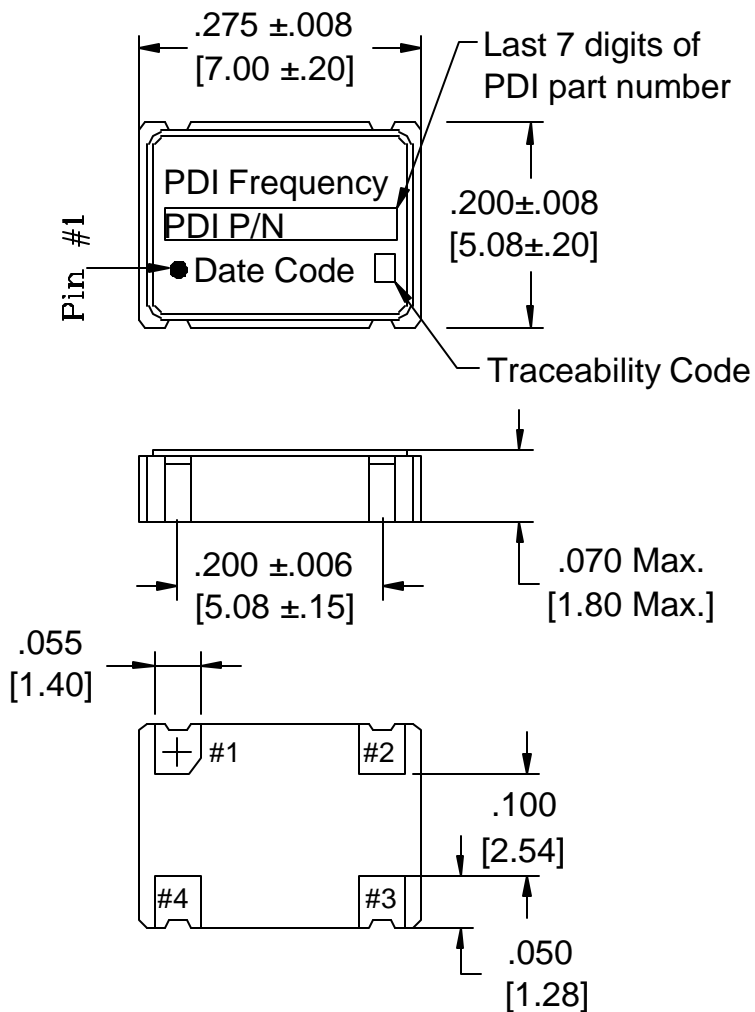 .275 ±.008
[7.00 ±.20]
Last 7 digits of
PDI part number
PDI Frequency
PDI P/N
Date Code
Pin #1
.200±.008
[5.08±.20]
Traceability Code
.200 ±.006
[5.08 ±.15]
.070 Max.
[1.80 Max.]
.055
[1.40]
#1
#2
.100
[2.54]
#4
#3
.050
[1.28]